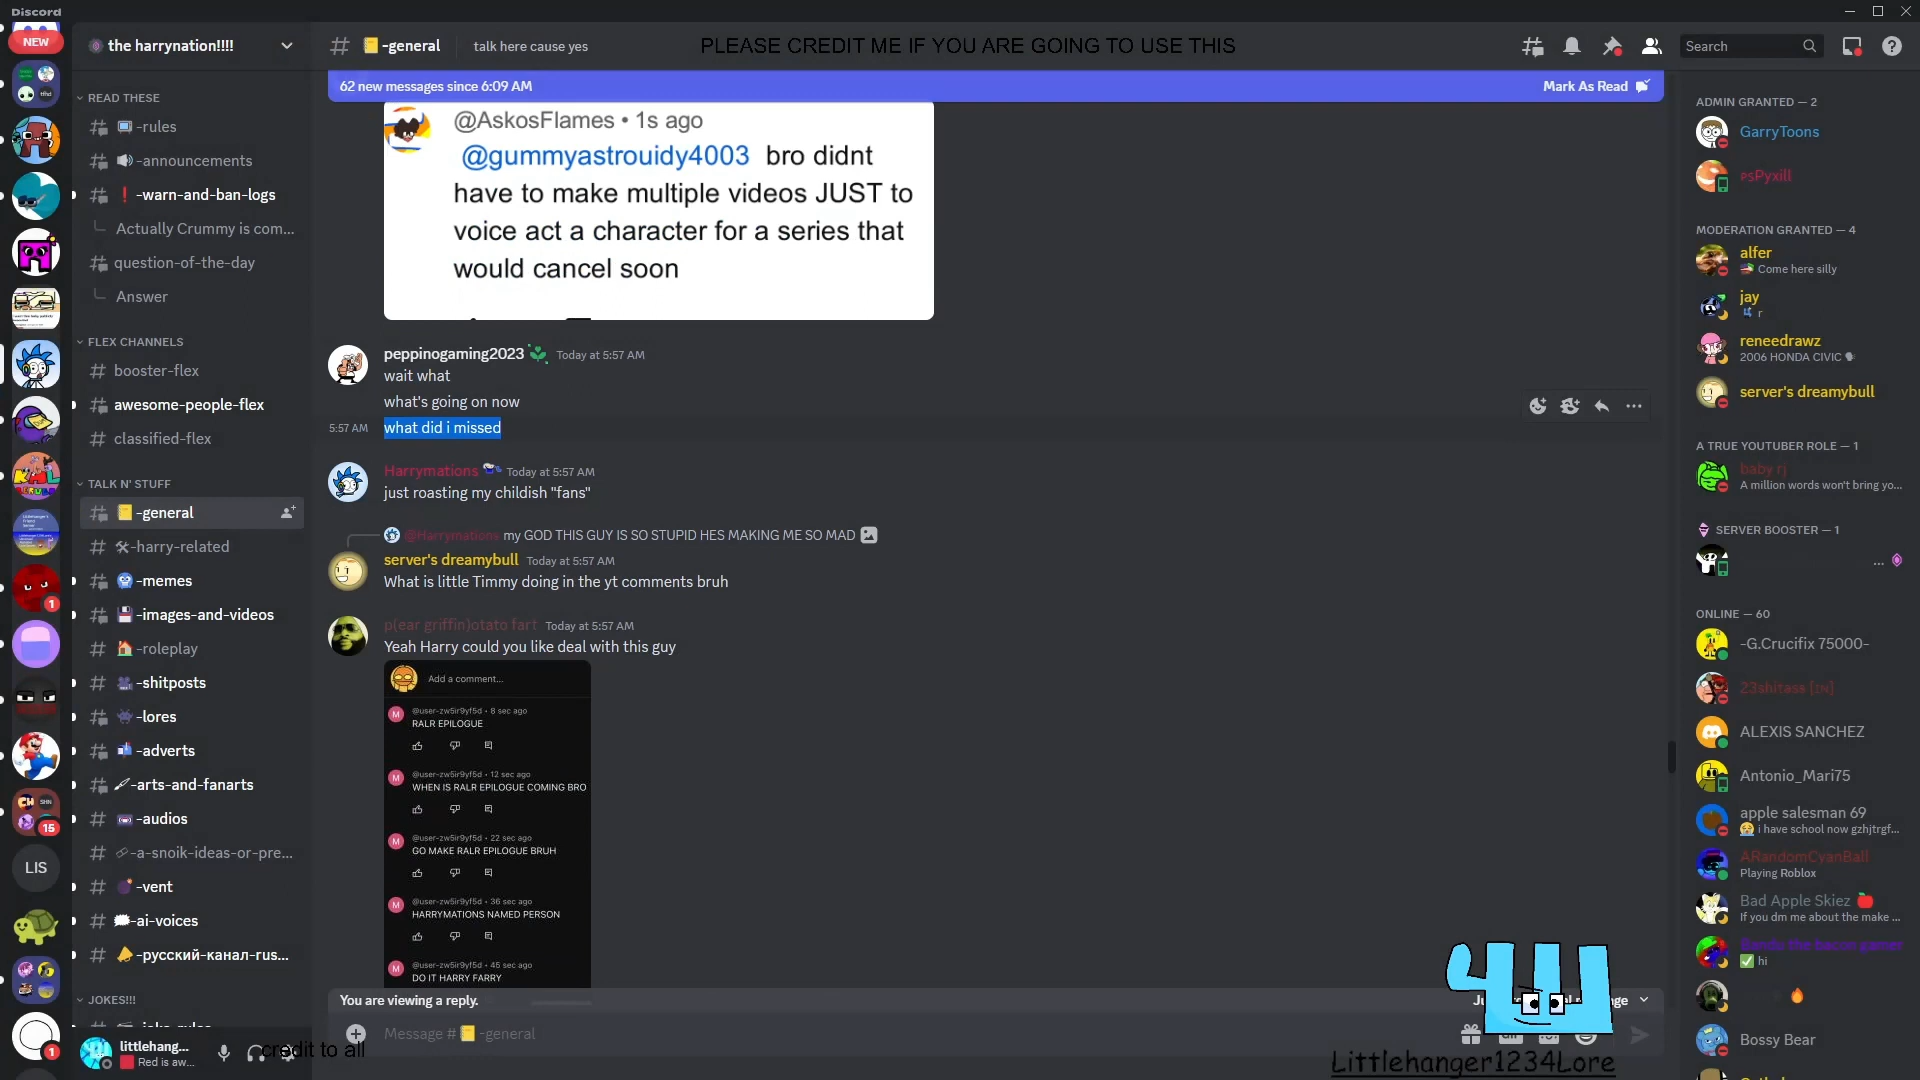 Discord
NEW
the harrynation!!!!
-general
talk here cause yes
PLEASE CREDIT ME IF YOU ARE GOING TO USE THIS
Search
62 new messages since 6:09 AM
Mark As Read
READ THESE
-rules
-announcements
-warn-and-ban-logs
Actually Crummy is com...
question-of-the-day
Answer
FLEX CHANNELS
booster-flex
awesome-people-flex
classified-flex
TALK N' STUFF
-general
-harry-related
-memes
-images-and-videos
-roleplay
-shitposts
-lores
-adverts
-arts-and-fanarts
-audios
-a-snoik-ideas-or-pre...
-vent
-ai-voices
-русский-канал-rus...
JOKES!!!
1
15
LIS
1
littlehang...
Red is aw...
credit to all
@AskosFlames • 1s ago
@gummyastrouidy4003 bro didnt
have to make multiple videos JUST to
voice act a character for a series that
would cancel soon
peppinogaming2023 Today at 5:57 AM
wait what
what's going on now
5:57 AM what did i missed
Harrymations Today at 5:57 AM
just roasting my childish "fans"
@Harrymations my GOD THIS GUY IS SO STUPID HES MAKING ME SO MAD
server's dreamybull Today at 5:57 AM
What is little Timmy doing in the yt comments bruh
p(ear griffin)otato fart Today at 5:57 AM
Yeah Harry could you like deal with this guy
Add a comment...
M @user-zw5ir9yf5d • 8 sec ago
RALR EPILOGUE
M @user-zw5ir9yf5d • 12 sec ago
WHEN IS RALR EPILOGUE COMING BRO
M @user-zw5ir9yf5d • 22 sec ago
GO MAKE RALR EPILOGUE BRUH
M @user-zw5ir9yf5d • 36 sec ago
HARRYMATIONS NAMED PERSON
M @user-zw5ir9yf5d • 45 sec ago
DO IT HARRY FARRY
You are viewing a reply.
Message # -general
Littlehanger1234Lore
ADMIN GRANTED — 2
GarryToons
psPyxill
MODERATION GRANTED — 4
alfer
Come here silly
jay
r
reneedrawz
2006 HONDA CIVIC
server's dreamybull
A TRUE YOUTUBER ROLE — 1
baby rj
A million words won't bring yo...
SERVER BOOSTER — 1
...
ONLINE — 60
-G.Crucifix 75000-
23shitass [1N]
ALEXIS SANCHEZ
Antonio_Mari75
apple salesman 69
i have school now gzhjtrgf...
ARandomCyanBall
Playing Roblox
Bad Apple Skiez
If you dm me about the make ...
Bandu the bacon gamer
hi
Bossy Bear